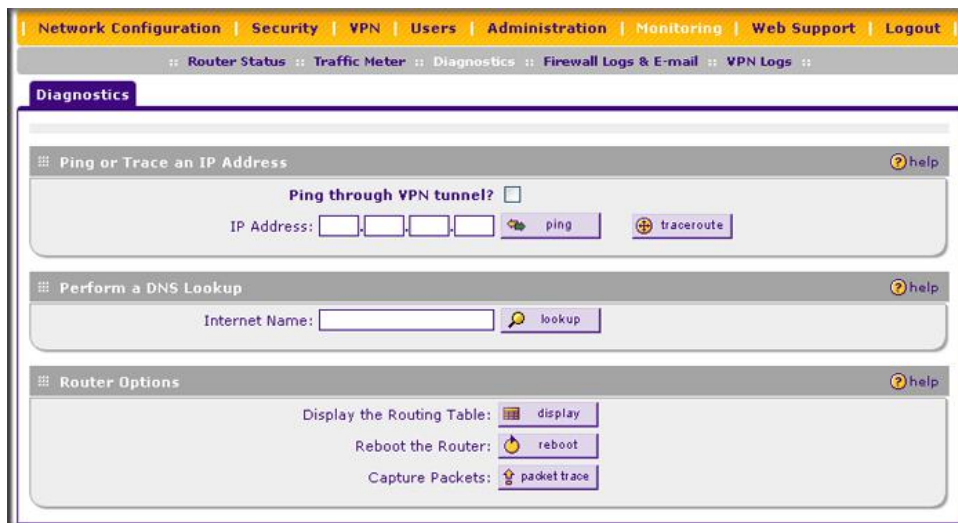 Network Configuration | Security | VPN | Users | Administration | Monitoring | Web Support | Logout
:: Router Status :: Traffic Meter :: Diagnostics :: Firewall Logs & E-mail :: VPN Logs ::
Diagnostics
Ping or Trace an IP Address ? help
Ping through VPN tunnel?
IP Address: . . . ping traceroute
Perform a DNS Lookup ? help
Internet Name: lookup
Router Options ? help
Display the Routing Table: display
Reboot the Router: reboot
Capture Packets: packet trace